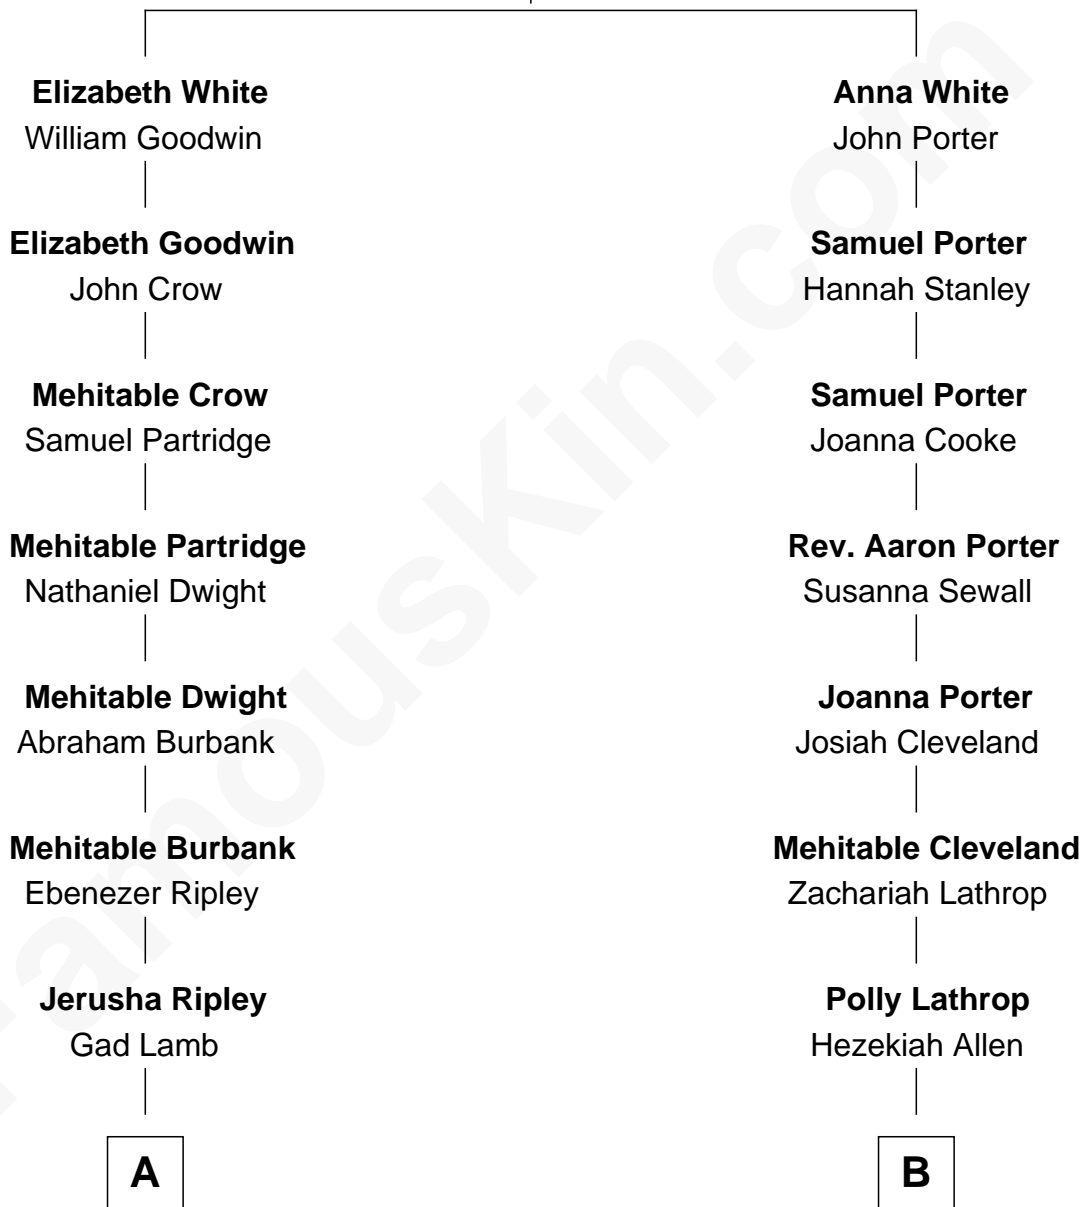 Elizabeth White
William Goodwin
Elizabeth Goodwin
John Crow
Mehitable Crow
Samuel Partridge
Mehitable Partridge
Nathaniel Dwight
Mehitable Dwight
Abraham Burbank
Mehitable Burbank
Ebenezer Ripley
Jerusha Ripley
Gad Lamb
A
Anna White
John Porter
Samuel Porter
Hannah Stanley
Samuel Porter
Joanna Cooke
Rev. Aaron Porter
Susanna Sewall
Joanna Porter
Josiah Cleveland
Mehitable Cleveland
Zachariah Lathrop
Polly Lathrop
Hezekiah Allen
B
FamousKin.com